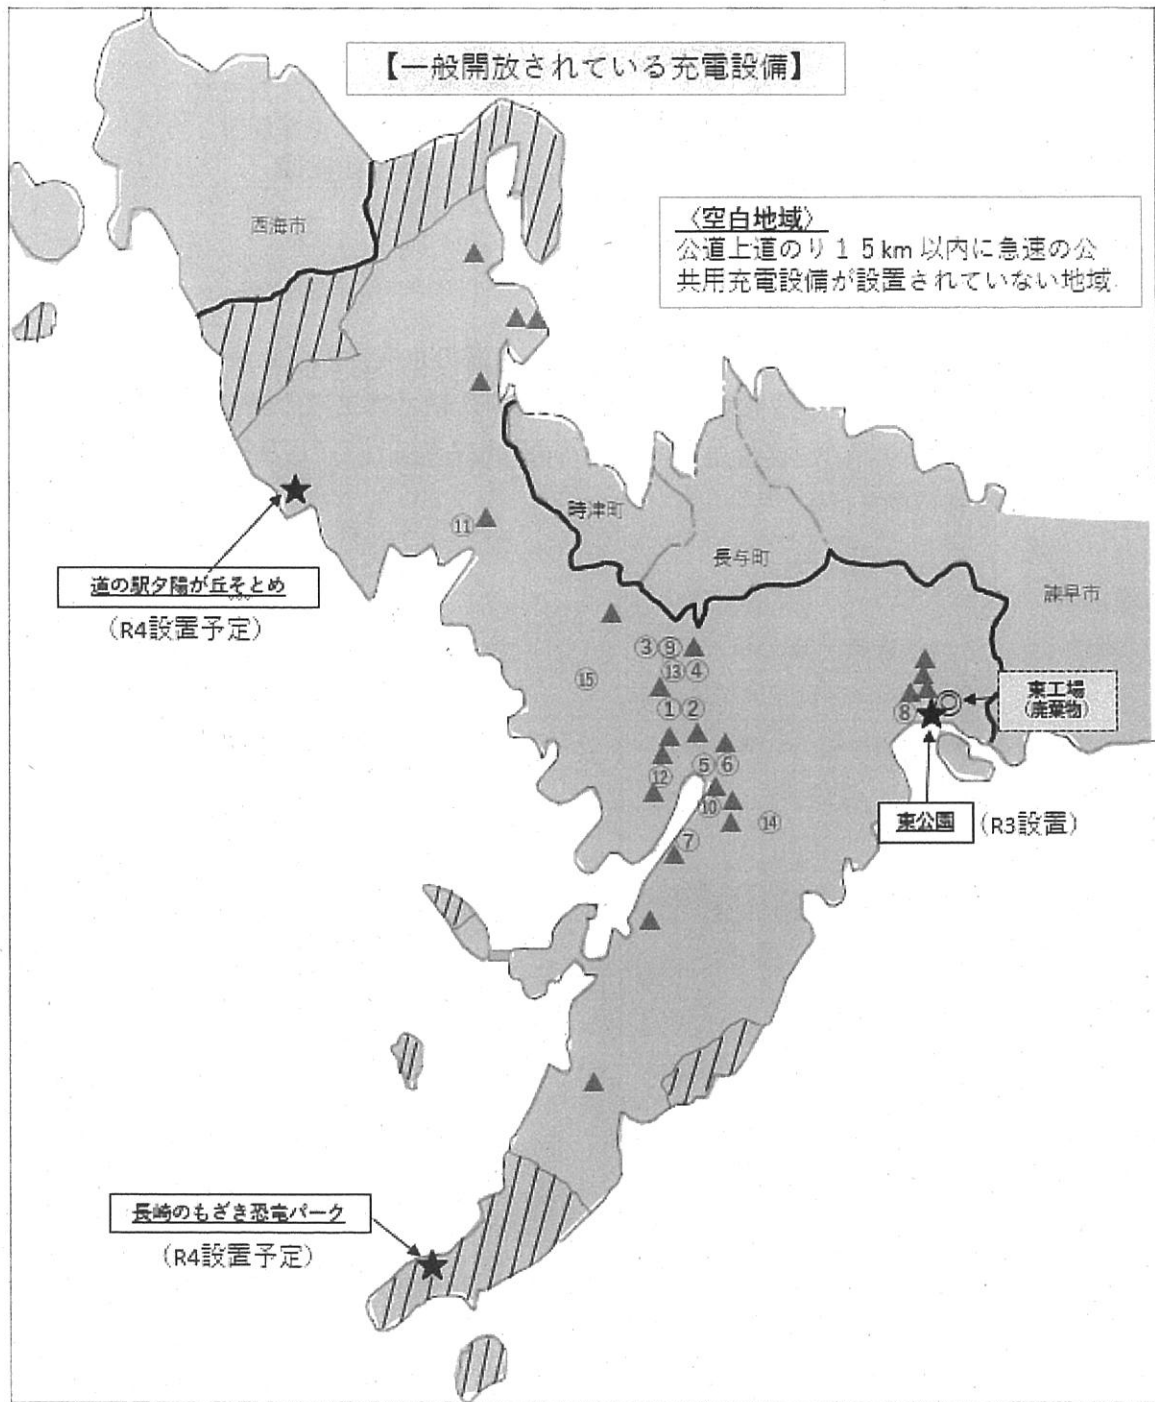 【一般開放されている充電設備】
西海市
〈空白地域〉
公道上道のり15km以内に急速の公
共用充電設備が設置されていない地域
時津町
⑪
長与町
道の駅夕陽が丘そとめ
(R4設置予定)
諫早市
③⑨
⑬④
⑮
東工場
(廃棄物)
①②
⑧
⑤⑥
⑫
⑩
⑭
東公園
(R3設置)
⑦
長崎のもざき恐竜パーク
(R4設置予定)